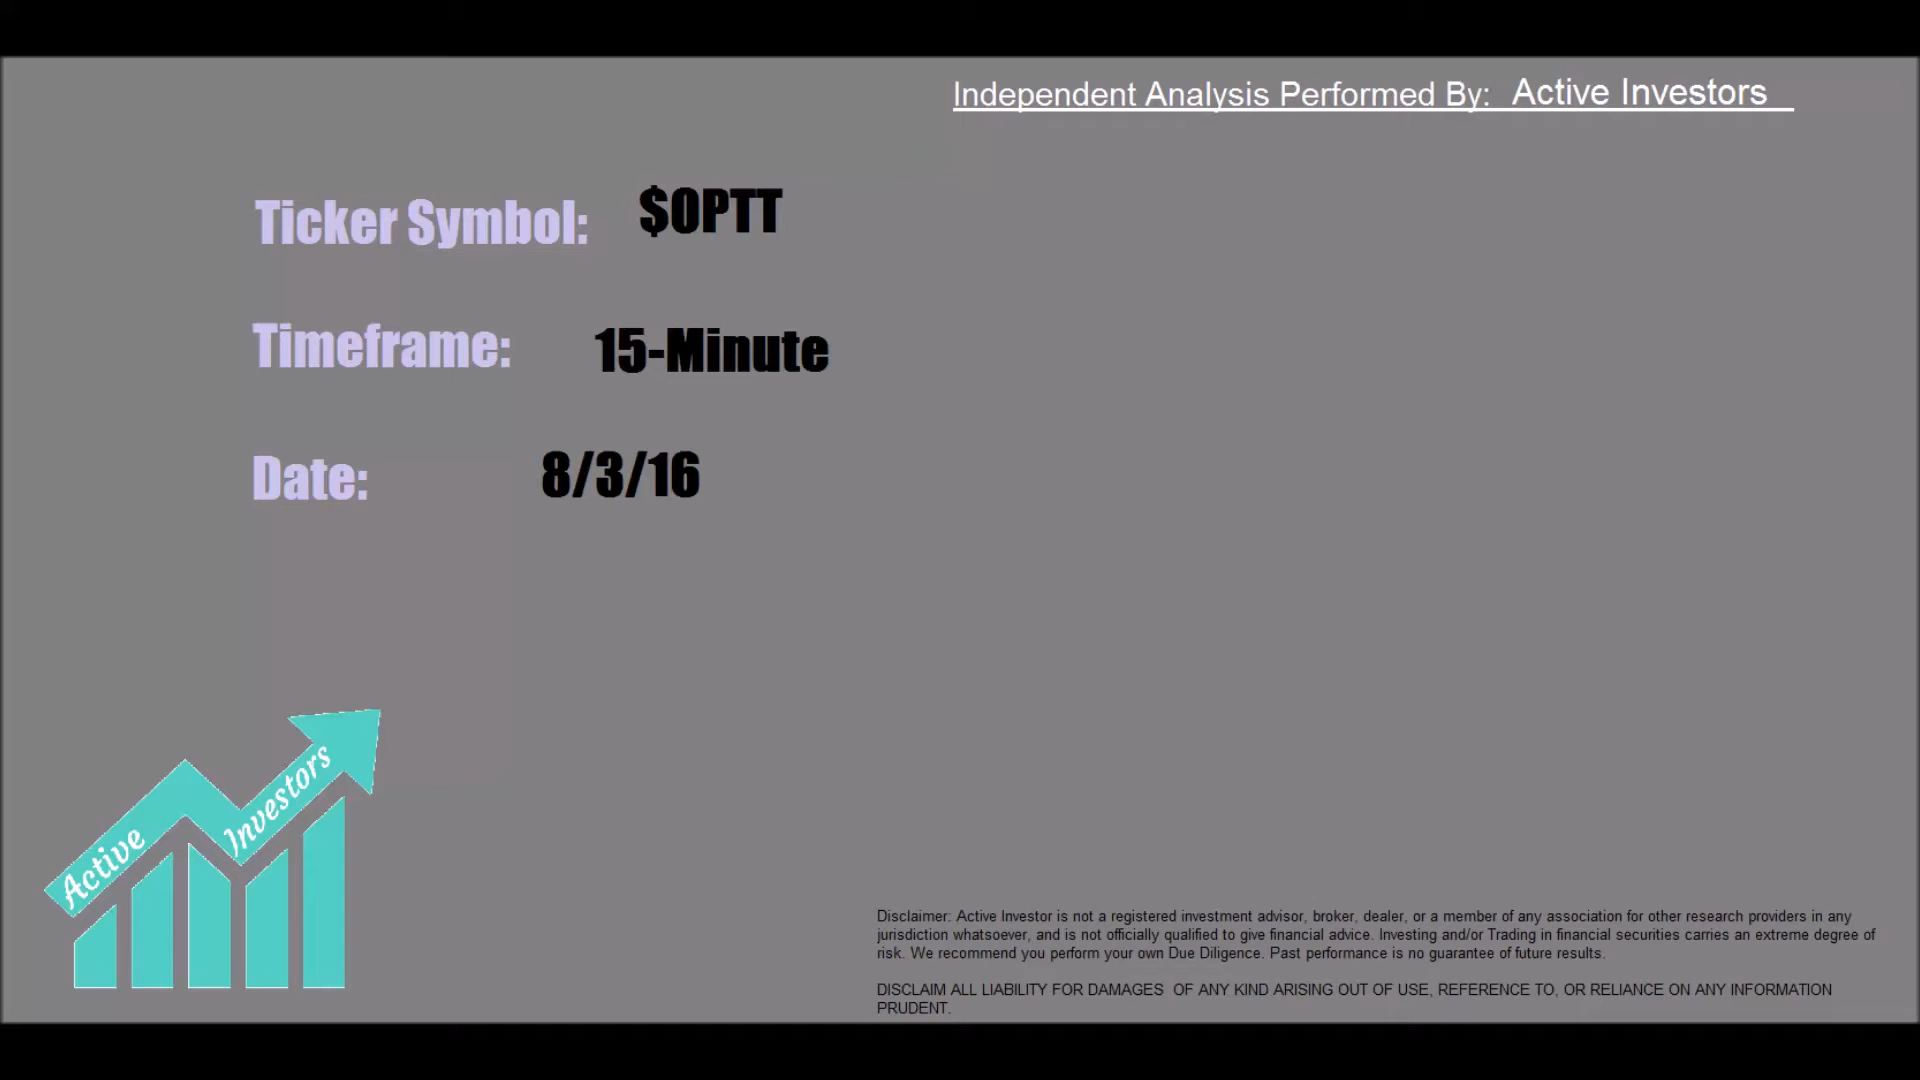 Independent Analysis Performed By: Active Investors
Ticker Symbol: $OPTT
Timeframe: 15-Minute
Date: 8/3/16
Active Investors
Disclaimer: Active Investor is not a registered investment advisor, broker, dealer, or a member of any association for other research providers in any
jurisdiction whatsoever, and is not officially qualified to give financial advice. Investing and/or Trading in financial securities carries an extreme degree of
risk. We recommend you perform your own Due Diligence. Past performance is no guarantee of future results.
DISCLAIM ALL LIABILITY FOR DAMAGES  OF ANY KIND ARISING OUT OF USE, REFERENCE TO, OR RELIANCE ON ANY INFORMATION
PRUDENT.